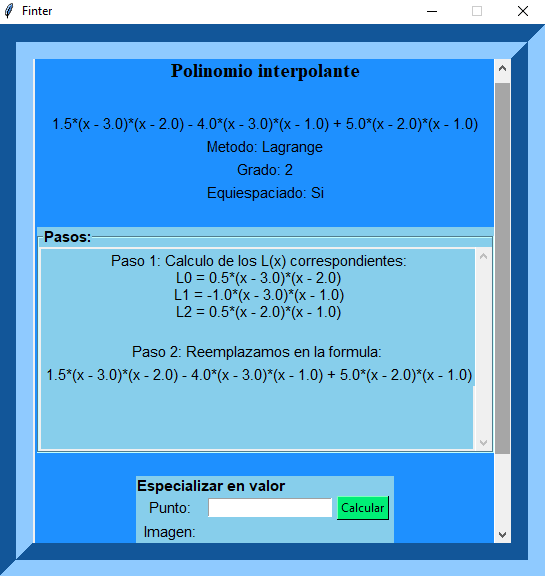 Finter
Polinomio interpolante
1.5*(x - 3.0)*(x - 2.0) - 4.0*(x - 3.0)*(x - 1.0) + 5.0*(x - 2.0)*(x - 1.0)
Metodo: Lagrange
Grado: 2
Equiespaciado: Si
Pasos:
Paso 1: Calculo de los L(x) correspondientes:
L0 = 0.5*(x - 3.0)*(x - 2.0)
L1 = -1.0*(x - 3.0)*(x - 1.0)
L2 = 0.5*(x - 2.0)*(x - 1.0)
Paso 2: Reemplazamos en la formula:
1.5*(x - 3.0)*(x - 2.0) - 4.0*(x - 3.0)*(x - 1.0) + 5.0*(x - 2.0)*(x - 1.0)
Especializar en valor
Punto: Calcular
Imagen: